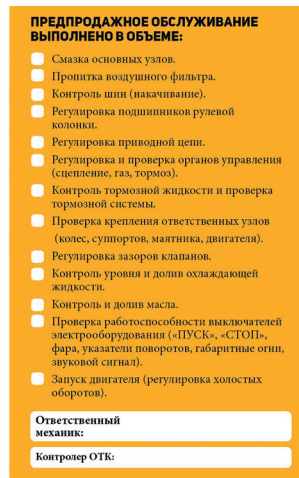 ПРЕДПРОДАЖНОЕ ОБСЛУЖИВАНИЕ
ВЫПОЛНЕНО В ОБЪЕМЕ:
Смазка основных узлов.
Пропитка воздушного фильтра.
Контроль шин (накачивание).
Регулировка подшипников рулевой
колонки.
Регулировка приводной цепи.
Регулировка и проверка органов управления
(сцепление, газ, тормоз).
Контроль тормозной жидкости и проверка
тормозной системы.
Проверка крепления ответственных узлов
(колес, суппортов, маятника, двигателя).
Регулировка зазоров клапанов.
Контроль уровня и долив охлаждающей
жидкости.
Контроль и долив масла.
Проверка работоспособности выключателей
электрооборудования («ПУСК», «СТОП»,
фара, указатели поворотов, габаритные огни,
звуковой сигнал).
Запуск двигателя (регулировка холостых
оборотов).
Ответственный
механик:
Контролер ОТК: